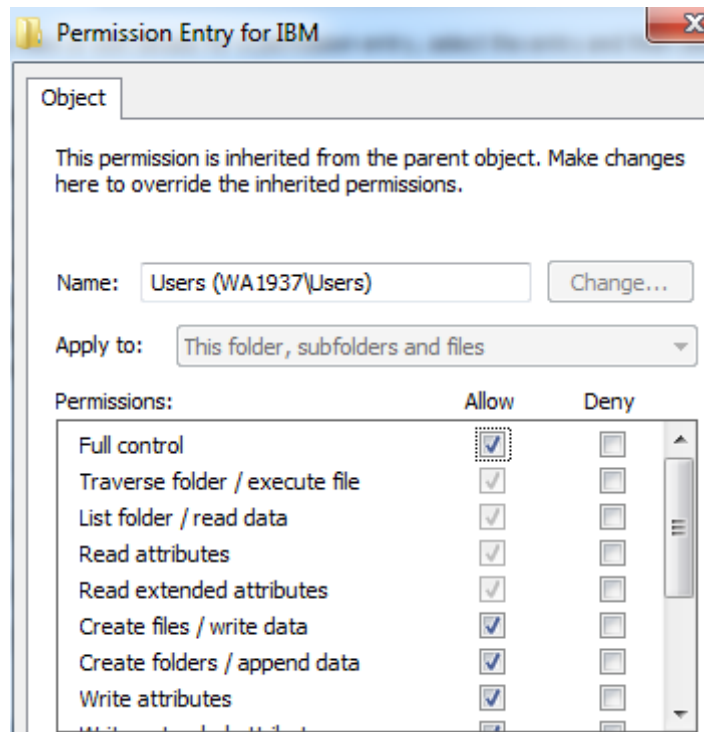 Permission Entry for IBM
Object
This permission is inherited from the parent object. Make changes
here to override the inherited permissions.
Name: Users (WA1937\Users) Change...
Apply to: This folder, subfolders and files
Permissions: Allow Deny
Full control
Traverse folder / execute file
List folder / read data
Read attributes
Read extended attributes
Create files / write data
Create folders / append data
Write attributes